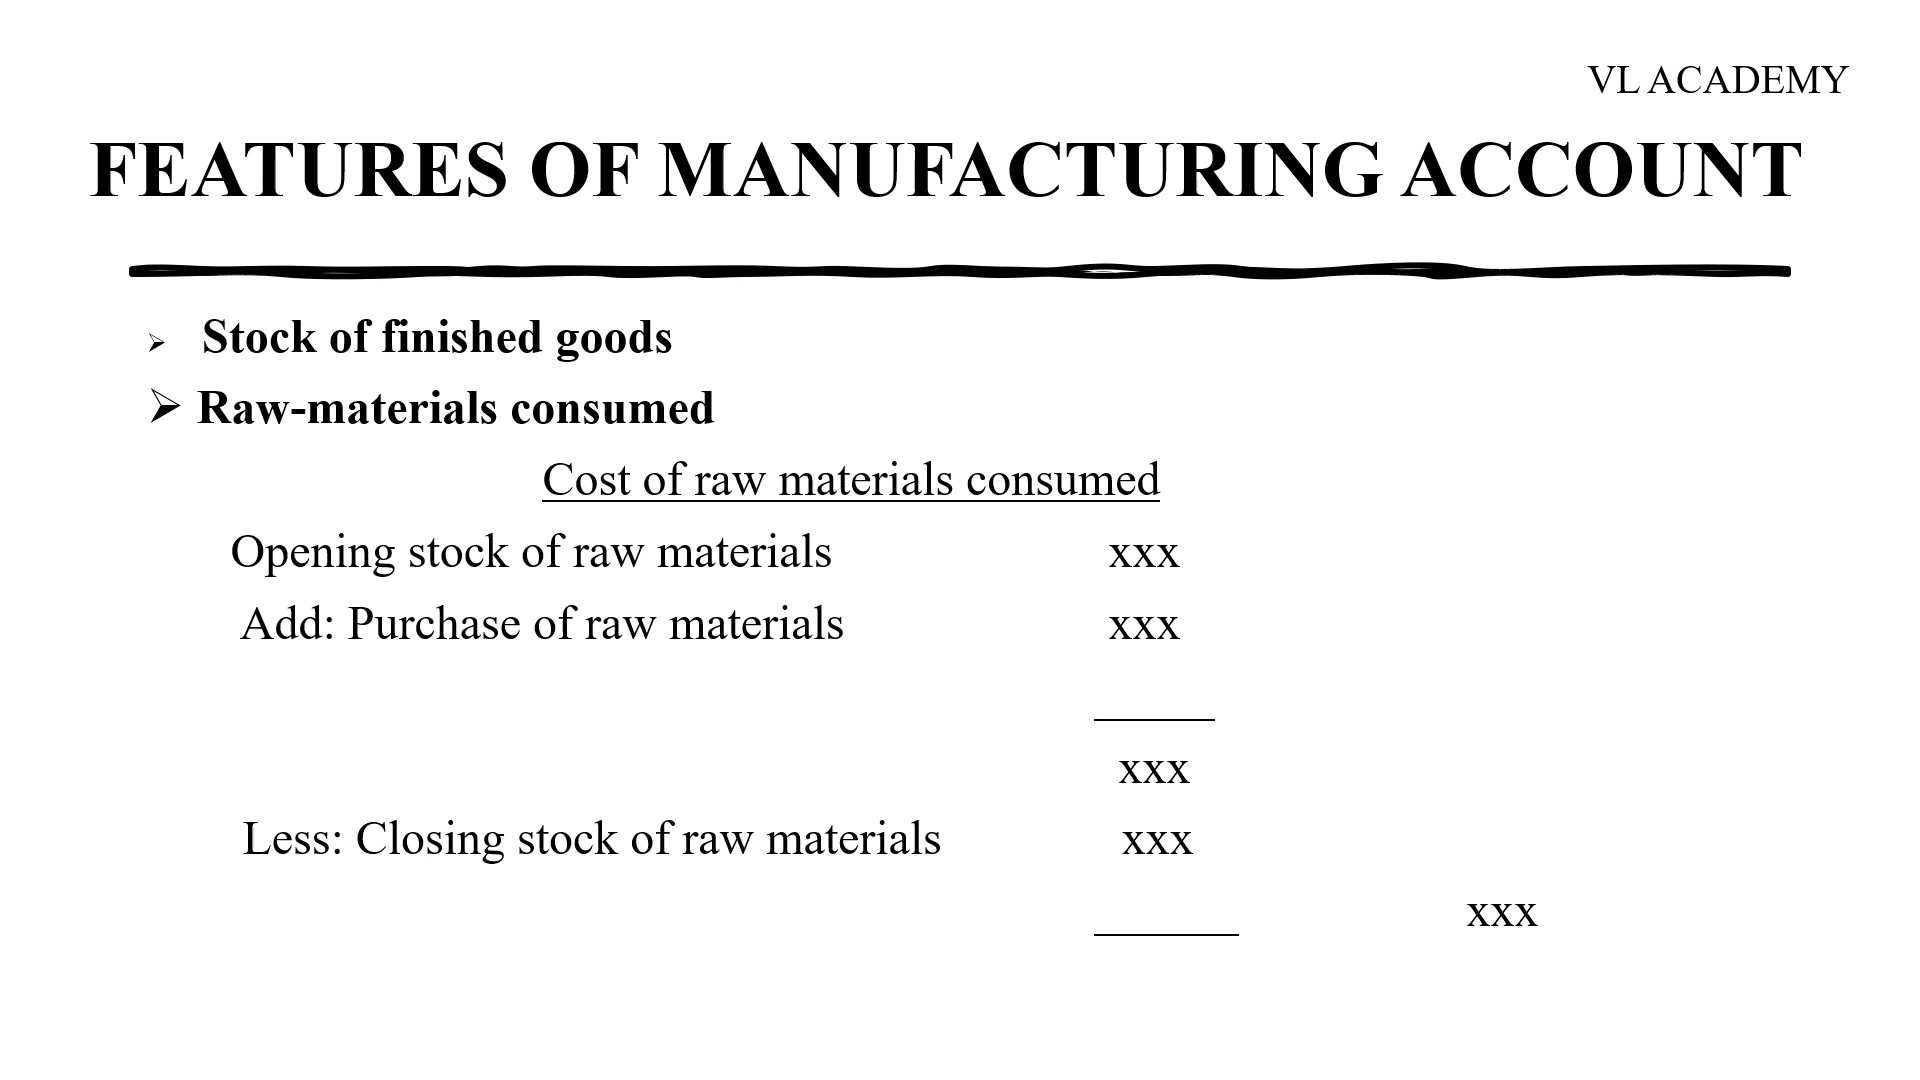 VL ACADEMY
FEATURES OF MANUFACTURING ACCOUNT
➢ Stock of finished goods
➢ Raw-materials consumed
Cost of raw materials consumed
Opening stock of raw materials xxx
Add: Purchase of raw materials xxx
xxx
Less: Closing stock of raw materials xxx
xxx